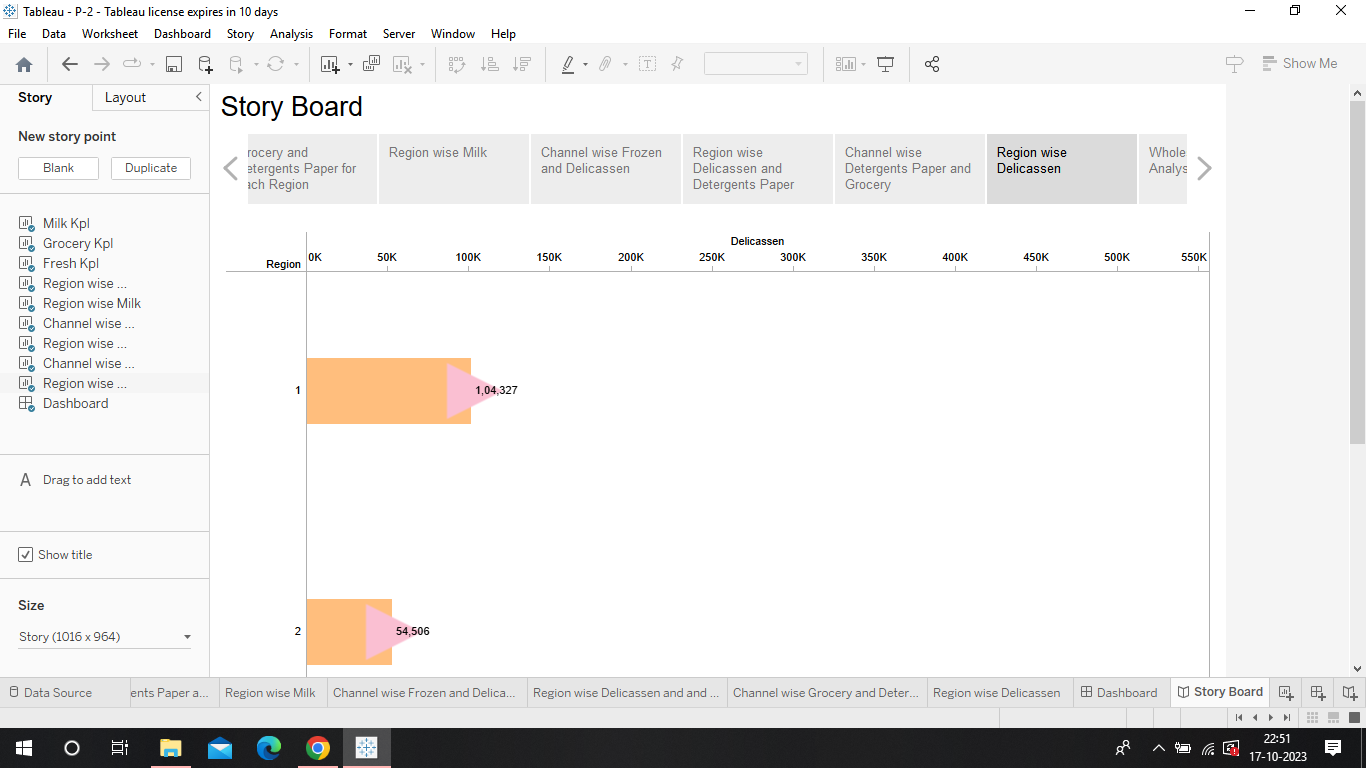 Tableau - P-2 - Tableau license expires in 10 days
File Data Worksheet Dashboard Story Analysis Format Server Window Help
Show Me
Story Layout
New story point
Blank Duplicate
Milk Kpl
Grocery Kpl
Fresh Kpl
Region wise ...
Region wise Milk
Channel wise ...
Region wise ...
Channel wise ...
Region wise ...
Dashboard
A Drag to add text
Show title
Size
Story (1016 x 964)
Story Board
rocery and
etergents Paper for
ach Region
Region wise Milk
Channel wise Frozen
and Delicassen
Region wise
Delicassen and
Detergents Paper
Channel wise
Detergents Paper and
Grocery
Region wise
Delicassen
Whole
Analys
Delicassen
Region
0K 50K 100K 150K 200K 250K 300K 350K 400K 450K 500K 550K
1 1,04,327
2 54,506
Data Source ents Paper a... Region wise Milk Channel wise Frozen and Delica... Region wise Delicassen and and ... Channel wise Grocery and Deter... Region wise Delicassen Dashboard Story Board
22:51
17-10-2023